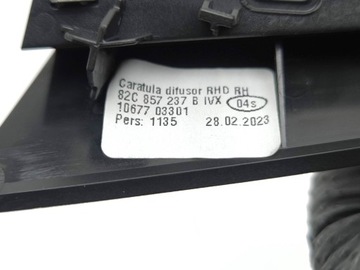 Caratula difusor RHD RH
82C 857 237 B IVX 04s
10677 03301
Pers: 1135 28.02.2023